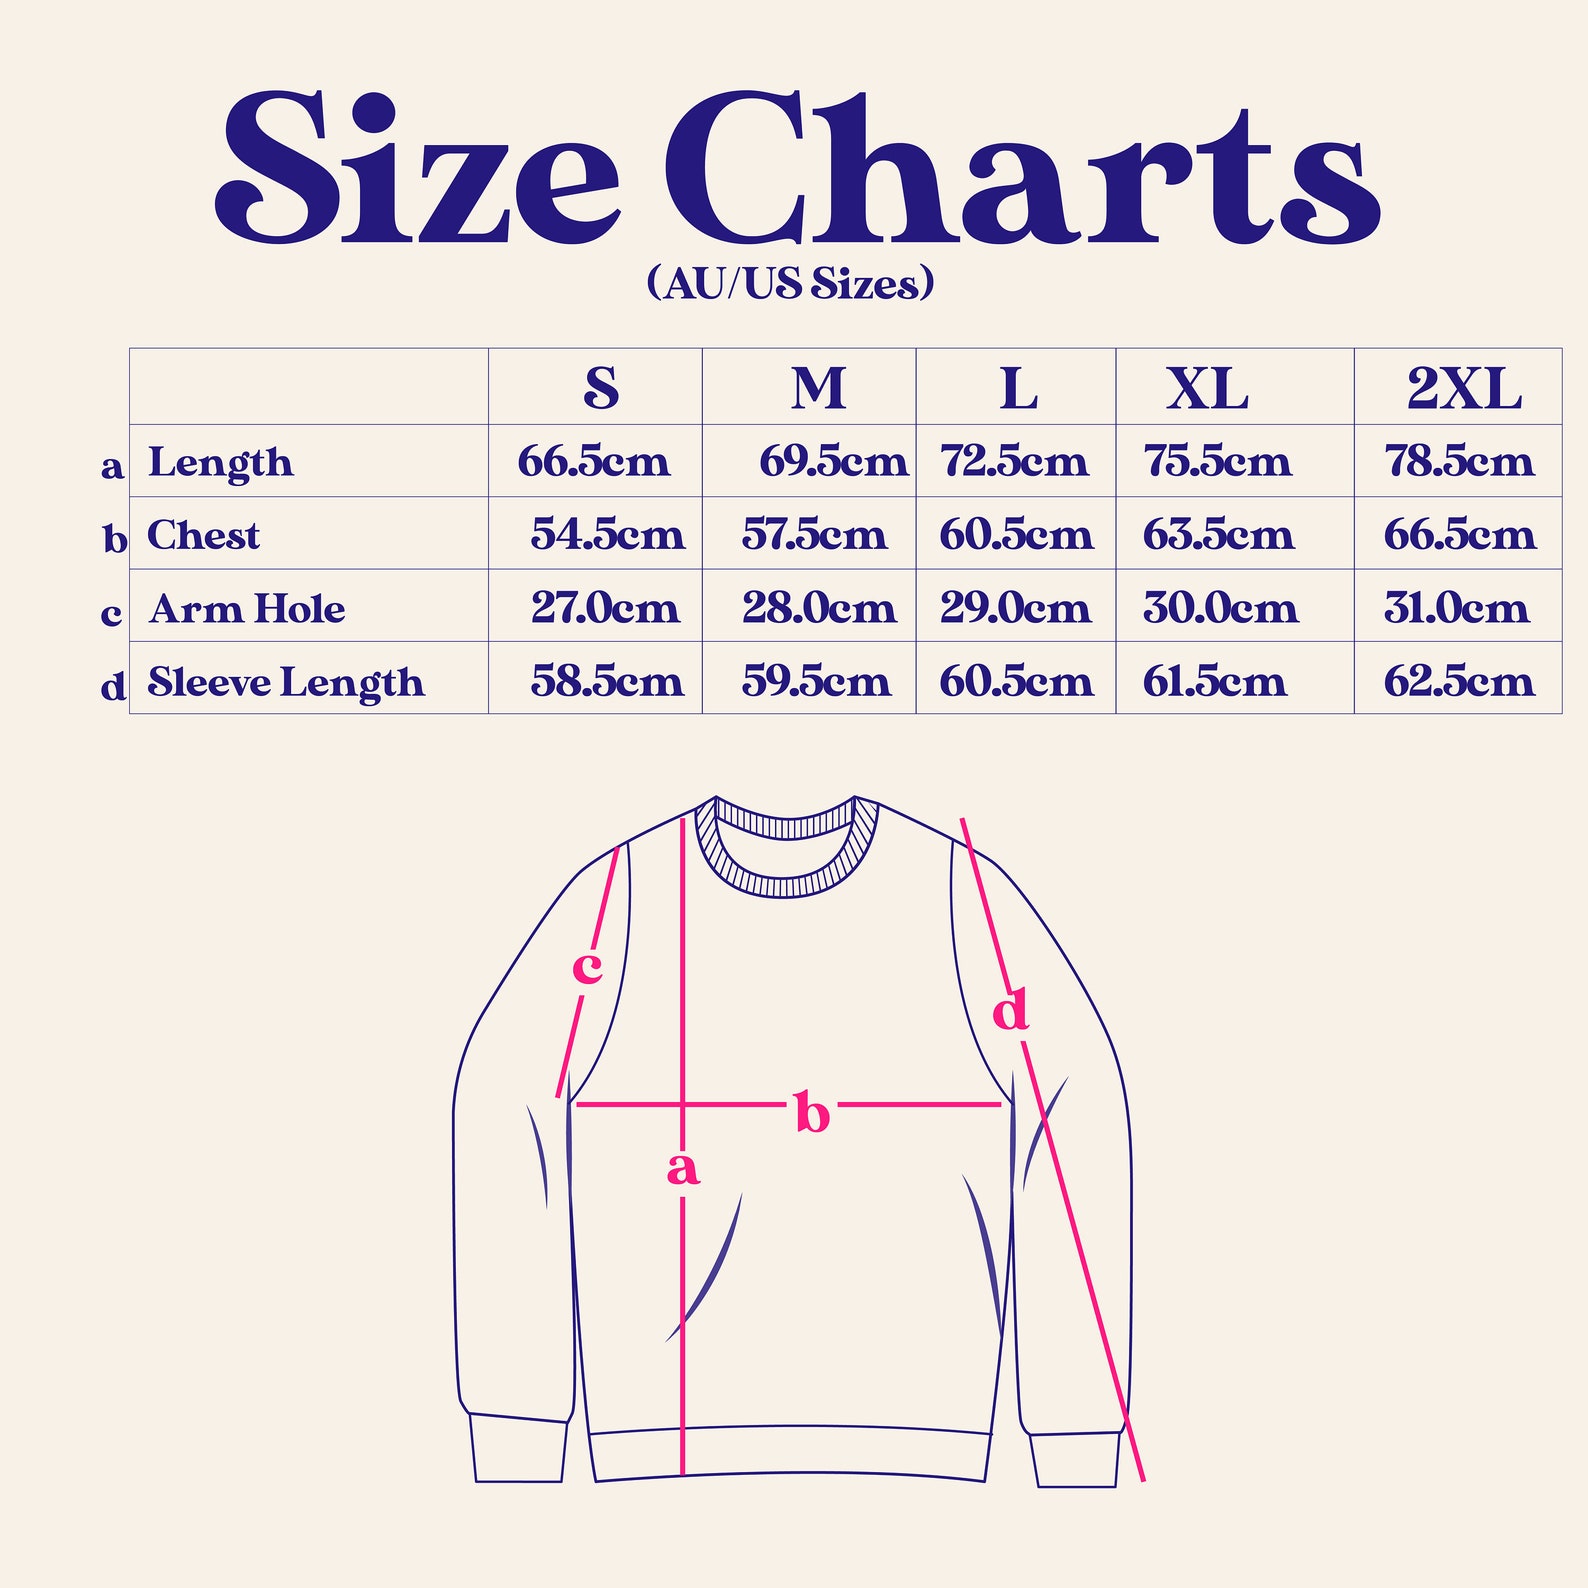 Size Charts
(AU/US Sizes)
S M L XL 2XL
a Length 66.5cm 69.5cm 72.5cm 75.5cm 78.5cm
b Chest 54.5cm 57.5cm 60.5cm 63.5cm 66.5cm
c Arm Hole 27.0cm 28.0cm 29.0cm 30.0cm 31.0cm
d Sleeve Length 58.5cm 59.5cm 60.5cm 61.5cm 62.5cm
c
d
b
a